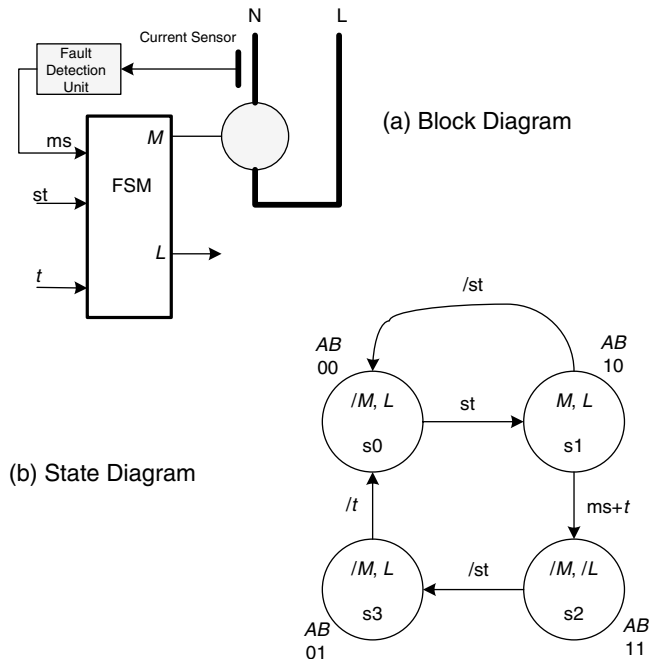 N L
Current Sensor
Fault
Detection
Unit
ms
M
(a) Block Diagram
FSM
st
L
t
/st
AB
00
AB
10
/M, L
st
M, L
s0
s1
(b) State Diagram
/t
ms+t
/M, L
/st
/M, /L
s3
s2
AB
01
AB
11